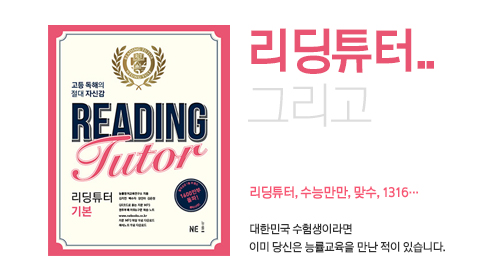 리딩튜터..
그리고
고등 독해의
절대 자신감
READING
Tutor
리딩튜터
기본
NE
리딩튜터, 수능만만, 맞수, 1316…
대한민국 수험생이라면
이미 당신은 능률교육을 만난 적이 있습니다.